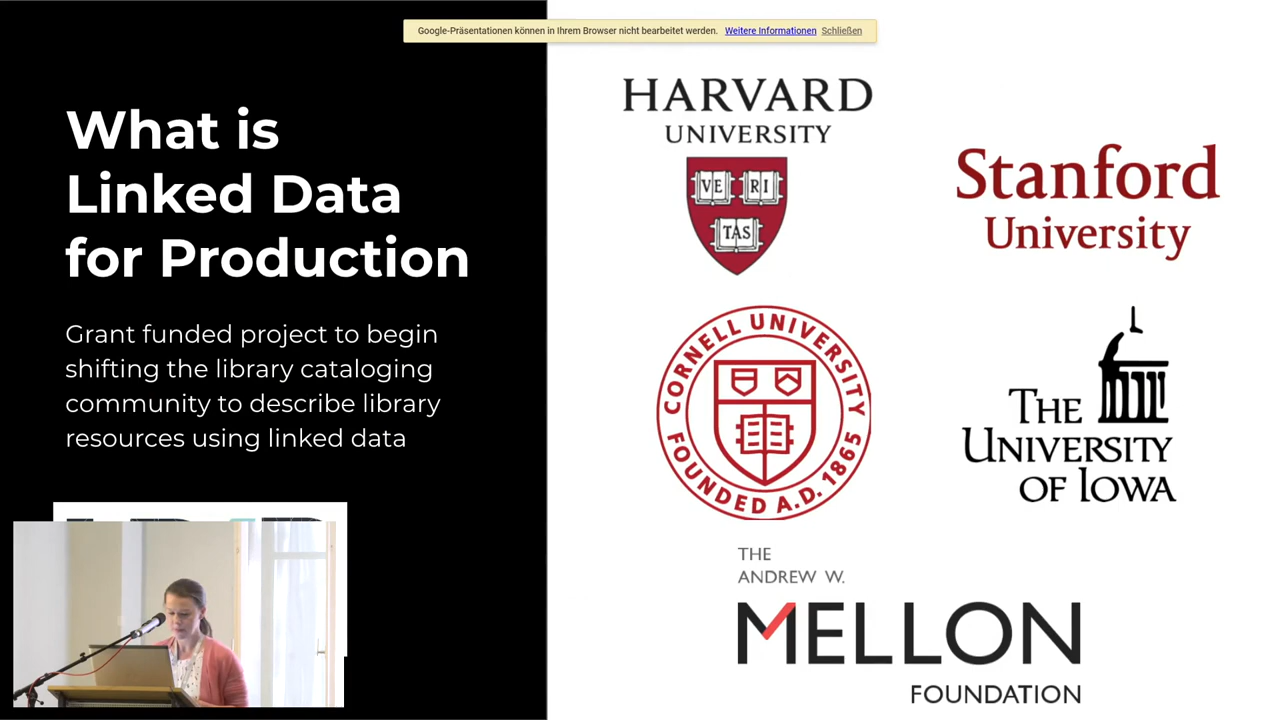 Google-Präsentationen können in Ihrem Browser nicht bearbeitet werden. Weitere Informationen Schließen
What is
Linked Data
for Production
Grant funded project to begin
shifting the library cataloging
community to describe library
resources using linked data
HARVARD
UNIVERSITY
VE RI
TAS
Stanford
University
CORNELL UNIVERSITY
FOUNDED A.D. 1865
THE
UNIVERSITY
OF IOWA
THE
ANDREW W.
MELLON
FOUNDATION